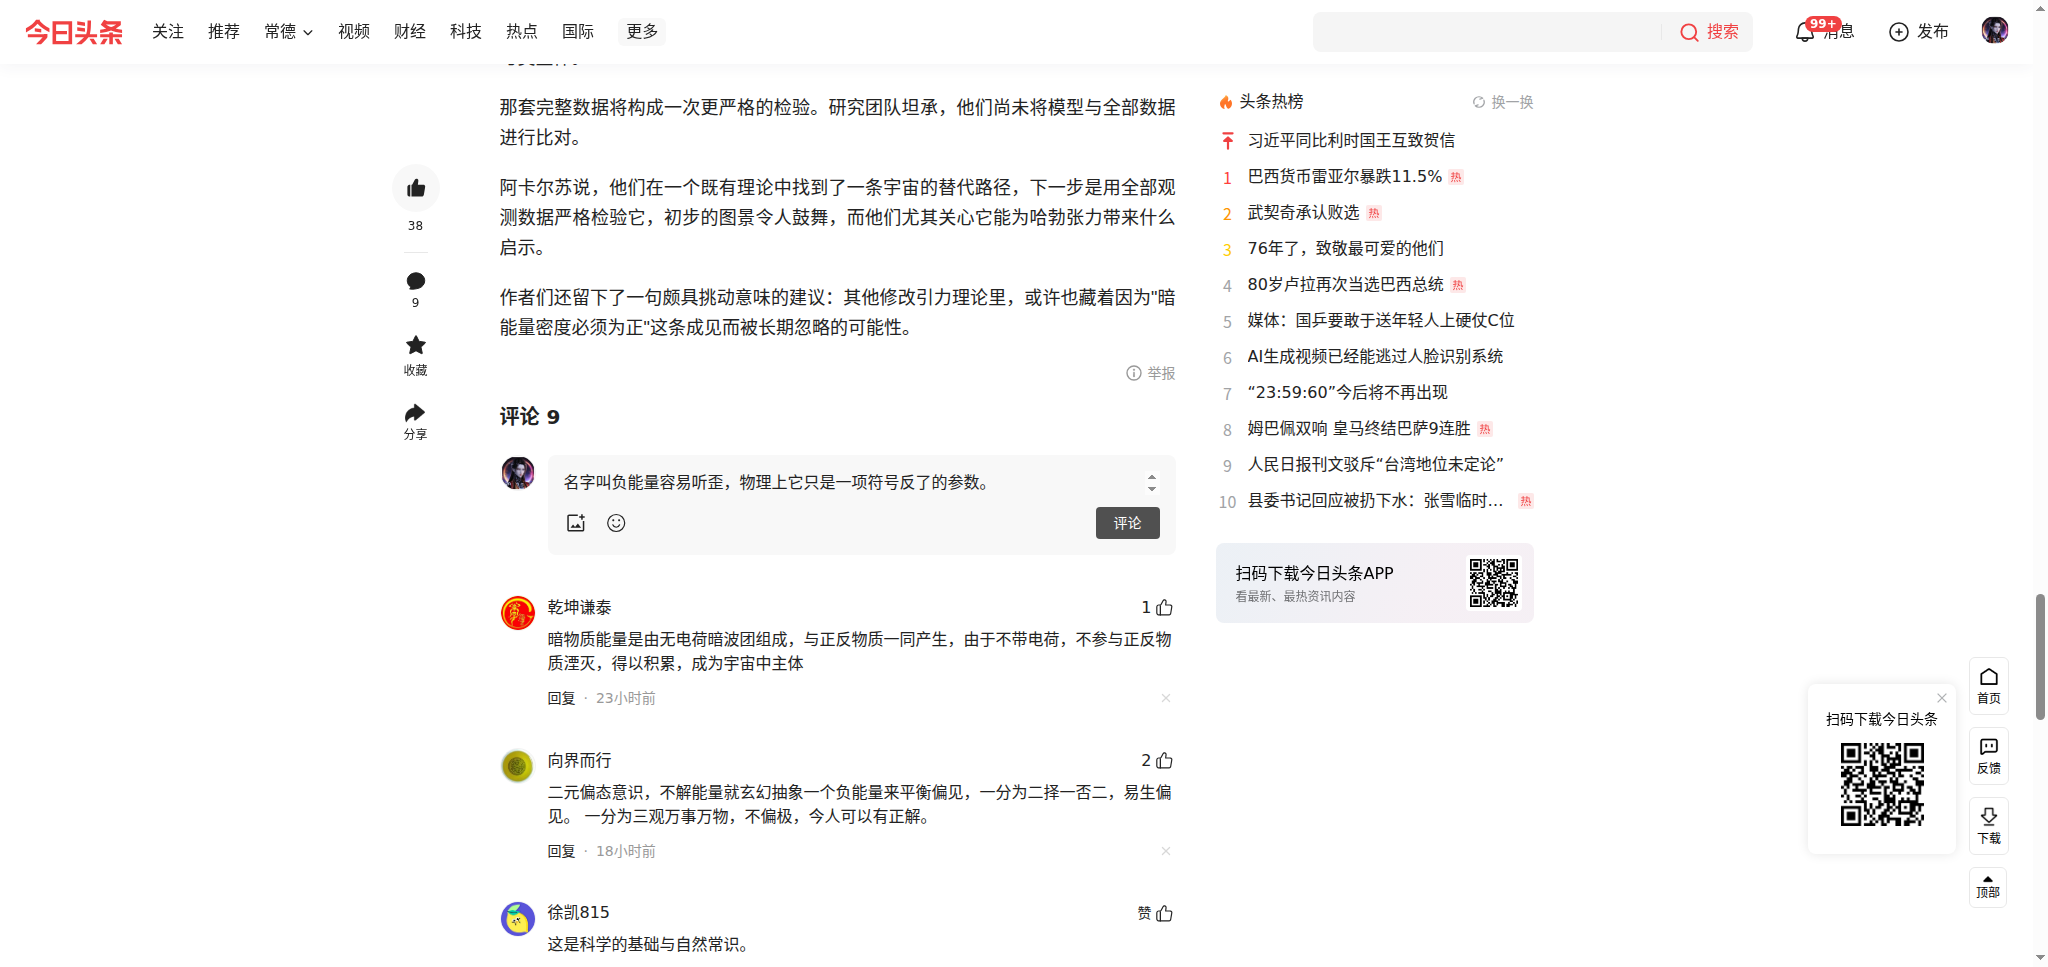 今日头条
关注
推荐
常德
视频
财经
科技
热点
国际
更多
搜索
99+
消息
发布
那套完整数据将构成一次更严格的检验。研究团队坦承，他们尚未将模型与全部数据
进行比对。
阿卡尔苏说，他们在一个既有理论中找到了一条宇宙的替代路径，下一步是用全部观
测数据严格检验它，初步的图景令人鼓舞，而他们尤其关心它能为哈勃张力带来什么
启示。
作者们还留下了一句颇具挑动意味的建议：其他修改引力理论里，或许也藏着因为"暗
能量密度必须为正"这条成见而被长期忽略的可能性。
举报
38
9
收藏
分享
评论 9
名字叫负能量容易听歪，物理上它只是一项符号反了的参数。
评论
乾坤谦泰
1
暗物质能量是由无电荷暗波团组成，与正反物质一同产生，由于不带电荷，不参与正反物
质湮灭，得以积累，成为宇宙中主体
回复 · 23小时前
向界而行
2
二元偏态意识，不解能量就玄幻抽象一个负能量来平衡偏见，一分为二择一否二，易生偏
见。 一分为三观万事万物，不偏极，今人可以有正解。
回复 · 18小时前
徐凯815
赞
这是科学的基础与自然常识。
头条热榜
换一换
习近平同比利时国王互致贺信
1 巴西货币雷亚尔暴跌11.5% 热
2 武契奇承认败选 热
3 76年了，致敬最可爱的他们
4 80岁卢拉再次当选巴西总统 热
5 媒体：国乒要敢于送年轻人上硬仗C位
6 AI生成视频已经能逃过人脸识别系统
7 “23:59:60”今后将不再出现
8 姆巴佩双响 皇马终结巴萨9连胜 热
9 人民日报刊文驳斥“台湾地位未定论”
10 县委书记回应被扔下水：张雪临时... 热
扫码下载今日头条APP
看最新、最热资讯内容
扫码下载今日头条
首页
反馈
下载
顶部